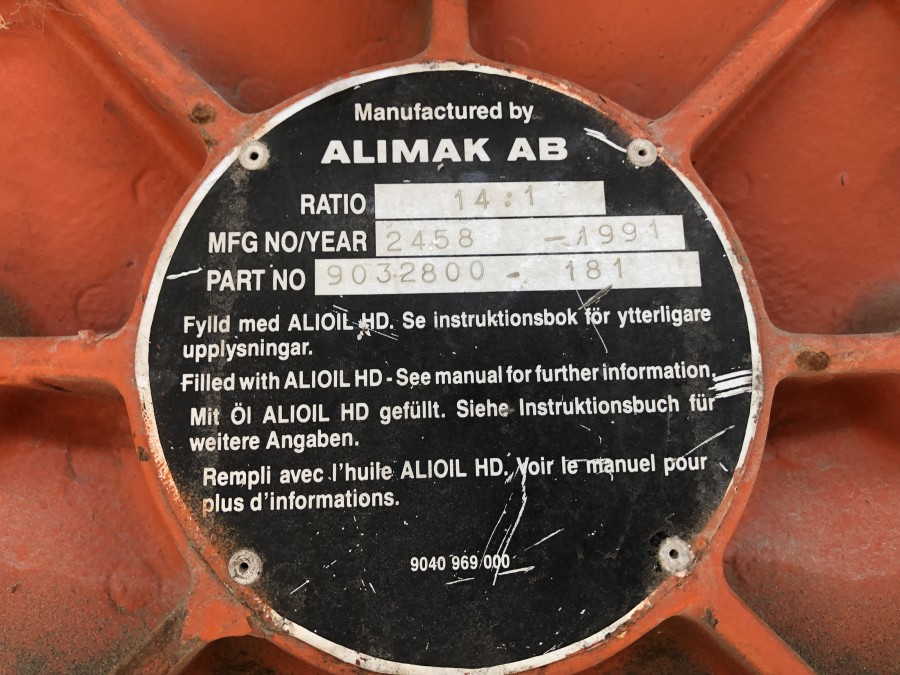 Manufactured by
ALIMAK AB
RATIO 14:1
MFG NO/YEAR 2458 -1991
PART NO 9032800- 181
Fylld med ALIOIL HD. Se instruktionsbok för ytterligare
upplysningar.
Filled with ALIOIL HD - See manual for further information.
Mit Öl ALIOIL HD gefüllt. Siehe Instruktionsbuch für
weitere Angaben.
Rempli avec l'huile ALIOIL HD. Voir le manuel pour
plus d'informations.
9040 969 000